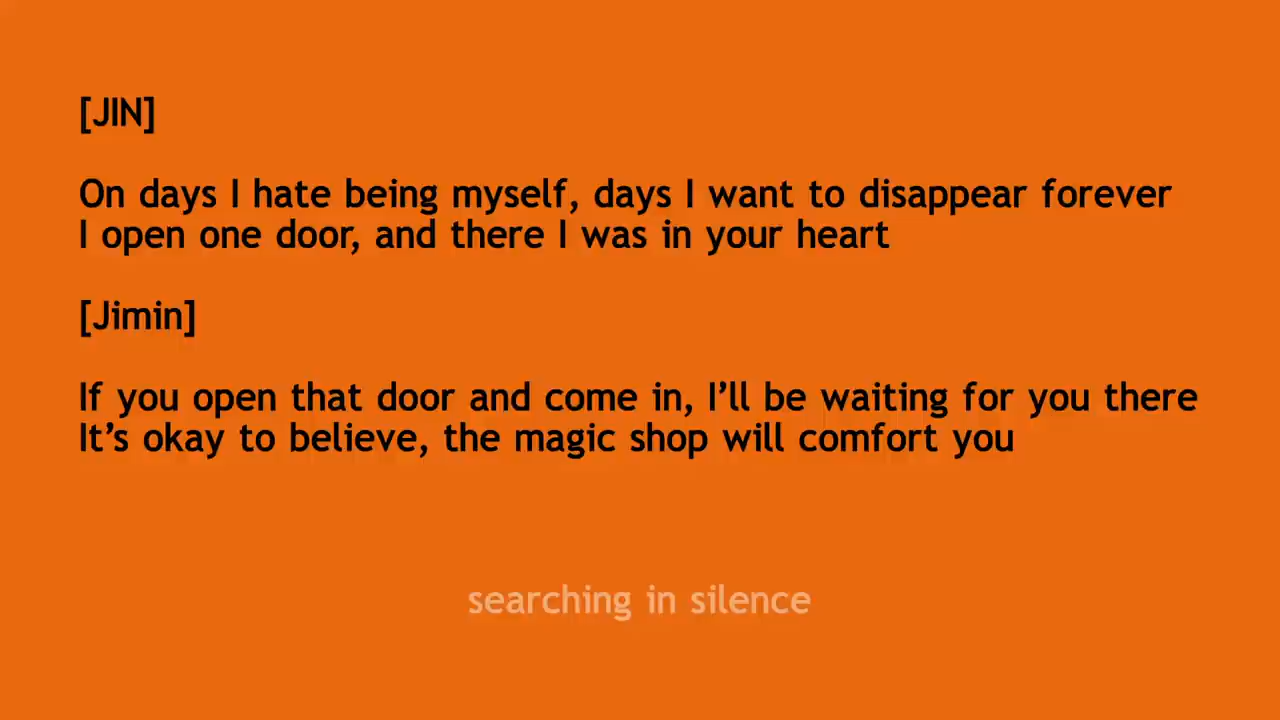 [JIN]
On days I hate being myself, days I want to disappear forever
I open one door, and there I was in your heart
[Jimin]
If you open that door and come in, I’ll be waiting for you there
It’s okay to believe, the magic shop will comfort you
searching in silence